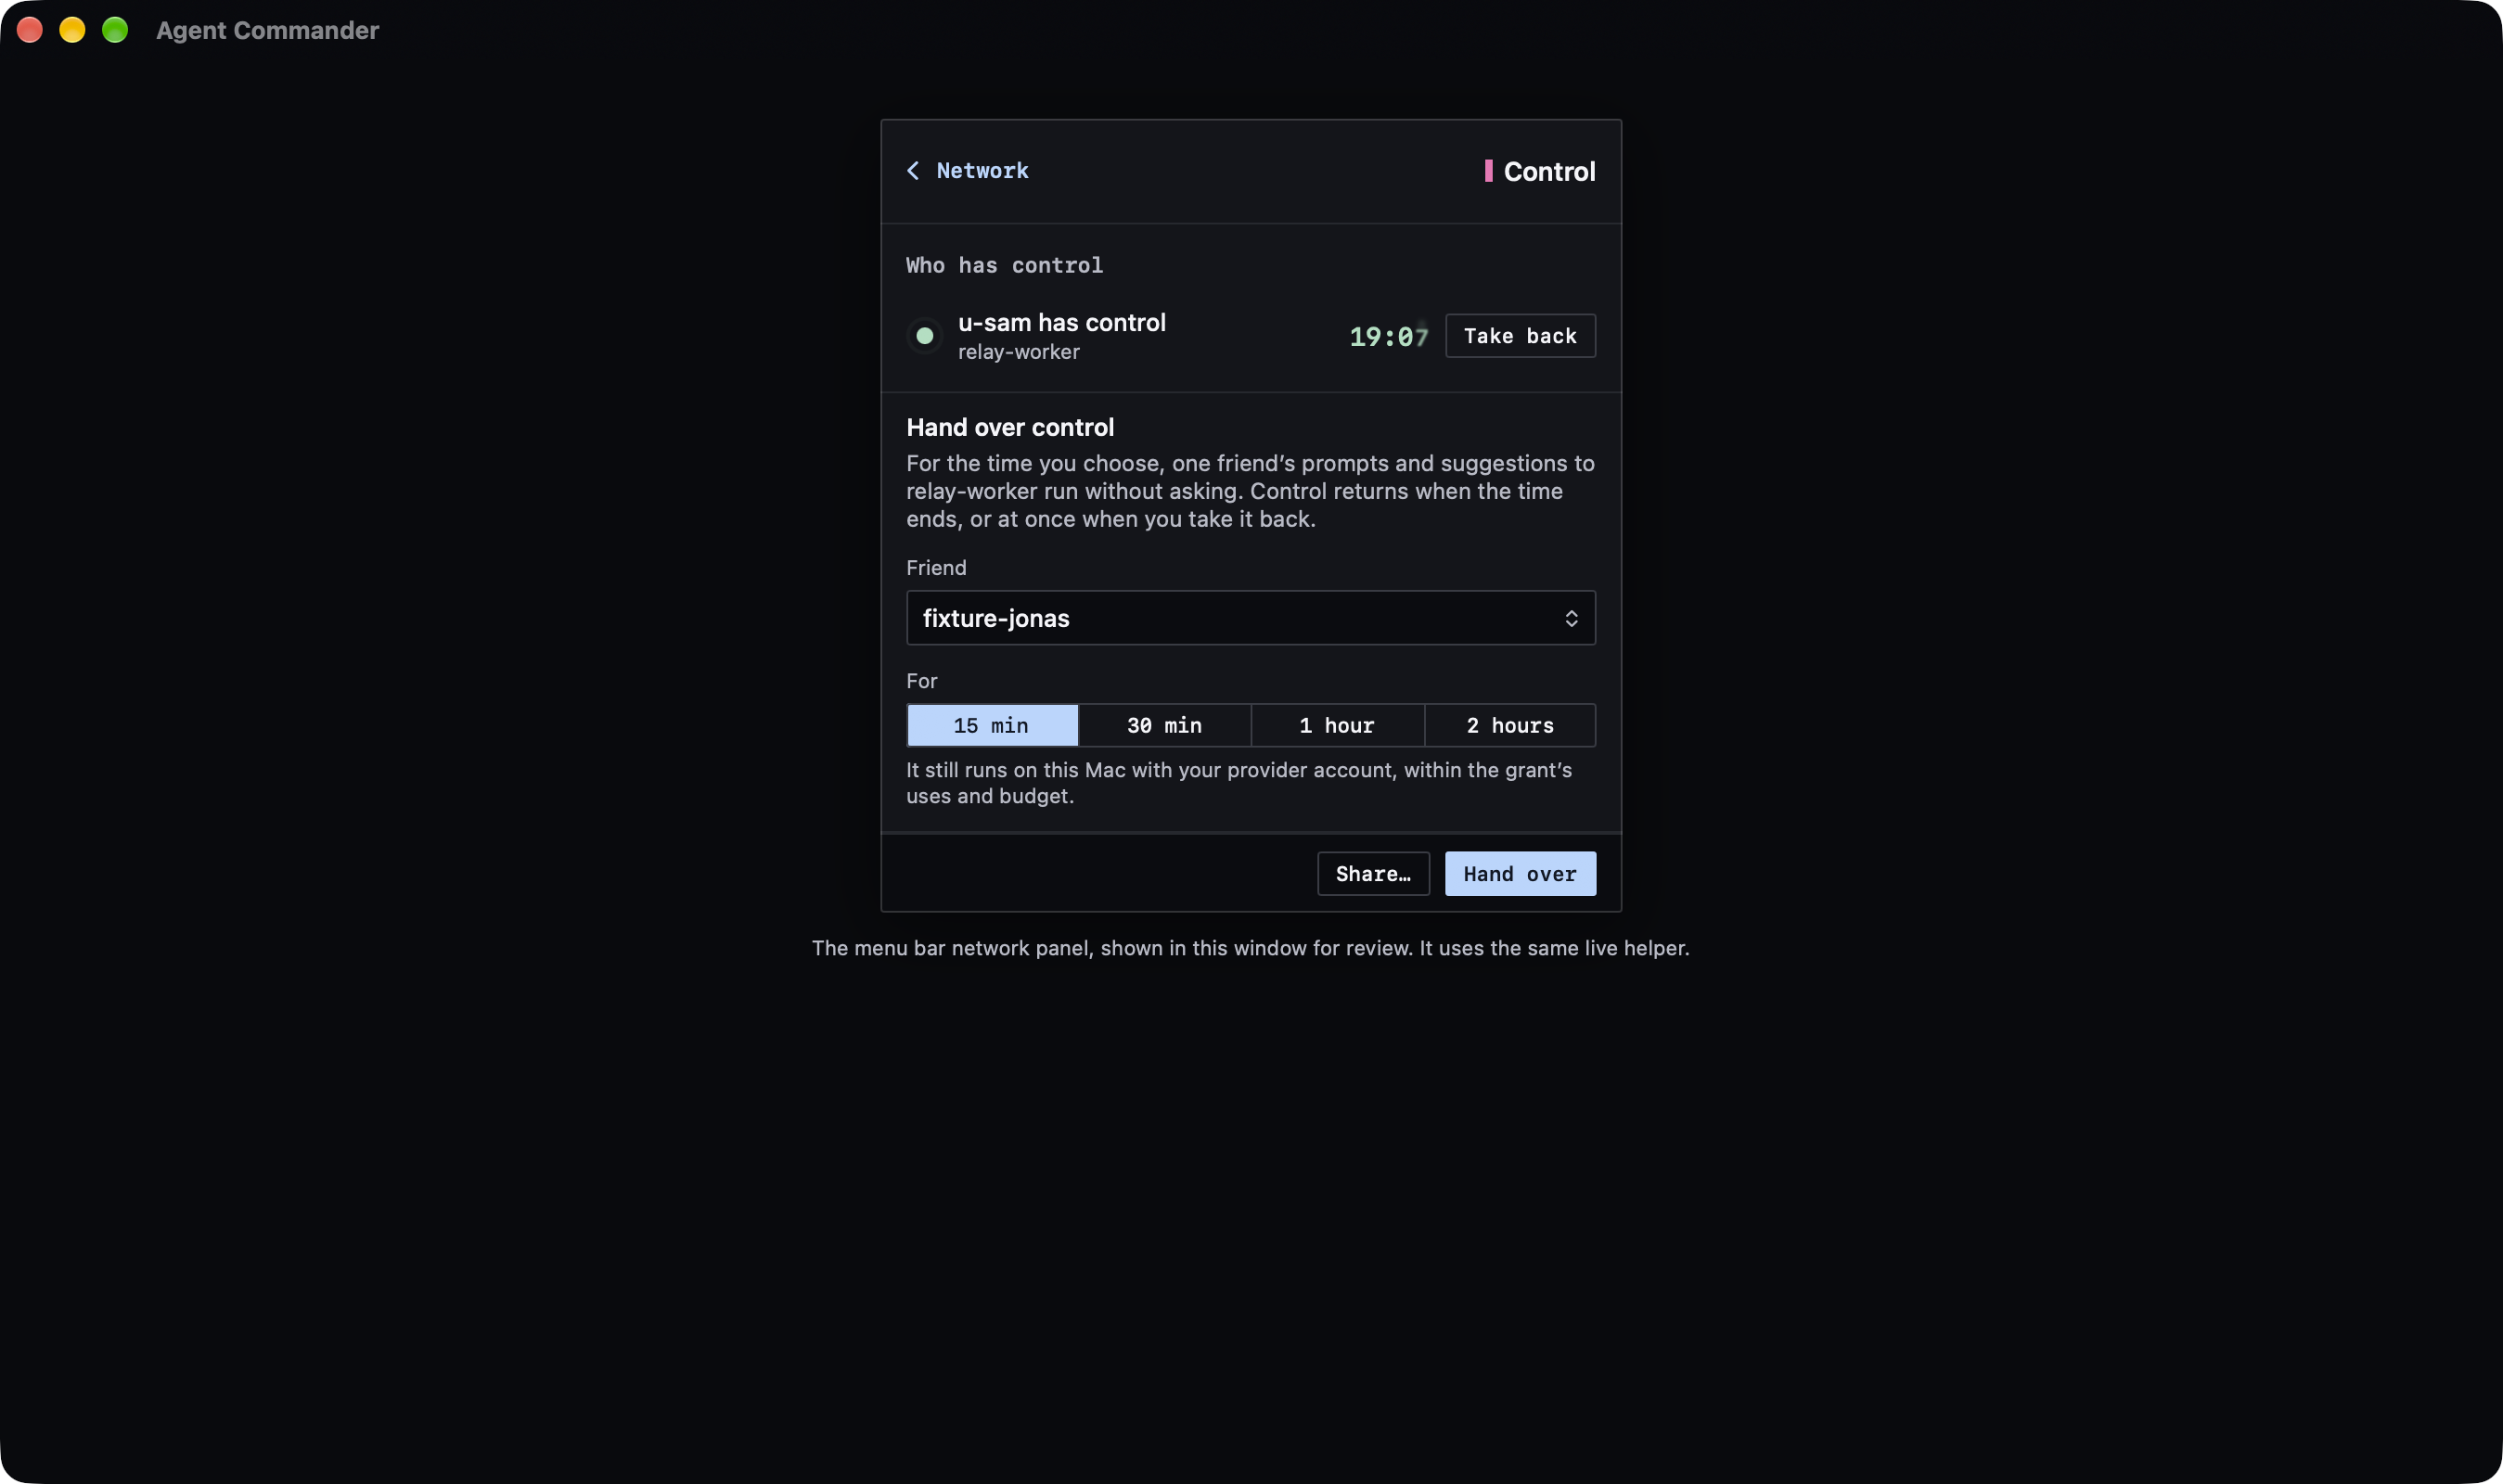 Agent Commander
Network
Control
Who has control
u-sam has control
relay-worker
19:07
Take back
Hand over control
For the time you choose, one friend’s prompts and suggestions to
relay-worker run without asking. Control returns when the time
ends, or at once when you take it back.
Friend
fixture-jonas
For
15 min
30 min
1 hour
2 hours
It still runs on this Mac with your provider account, within the grant’s
uses and budget.
Share…
Hand over
The menu bar network panel, shown in this window for review. It uses the same live helper.